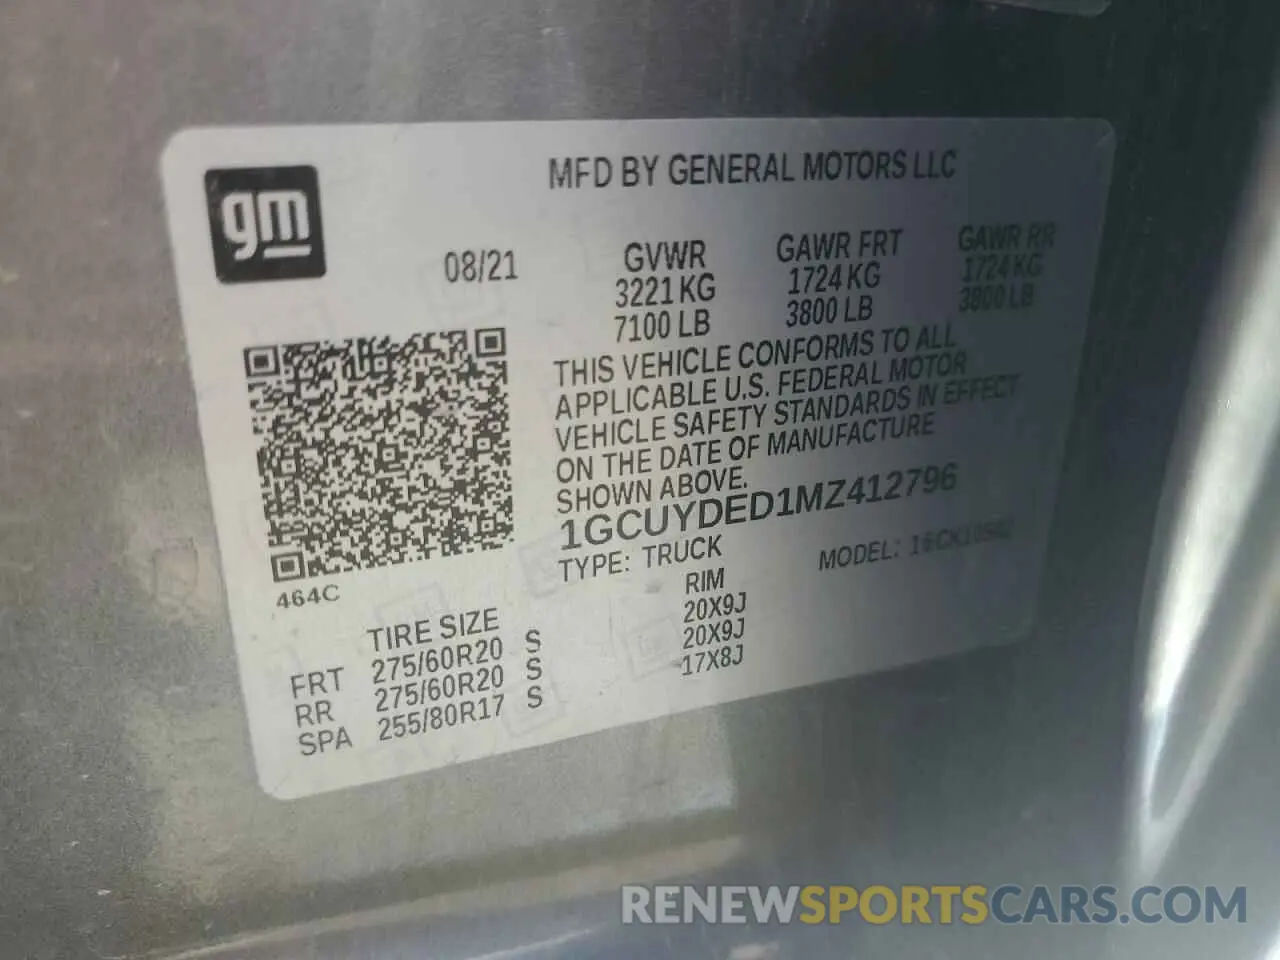 gm
MFD BY GENERAL MOTORS LLC
08/21
GVWR GAWR FRT GAWR RR
3221 KG 1724 KG 1724 KG
7100 LB 3800 LB 3800 LB
THIS VEHICLE CONFORMS TO ALL
APPLICABLE U.S. FEDERAL MOTOR
VEHICLE SAFETY STANDARDS IN EFFECT
ON THE DATE OF MANUFACTURE
SHOWN ABOVE.
1GCUYDED1MZ412796
TYPE: TRUCK MODEL:
464C
TIRE SIZE RIM
FRT 275/60R20 S 20X9J
RR 275/60R20 S 20X9J
SPA 255/80R17 S 17X8J
RENEWSPORTSCARS.COM